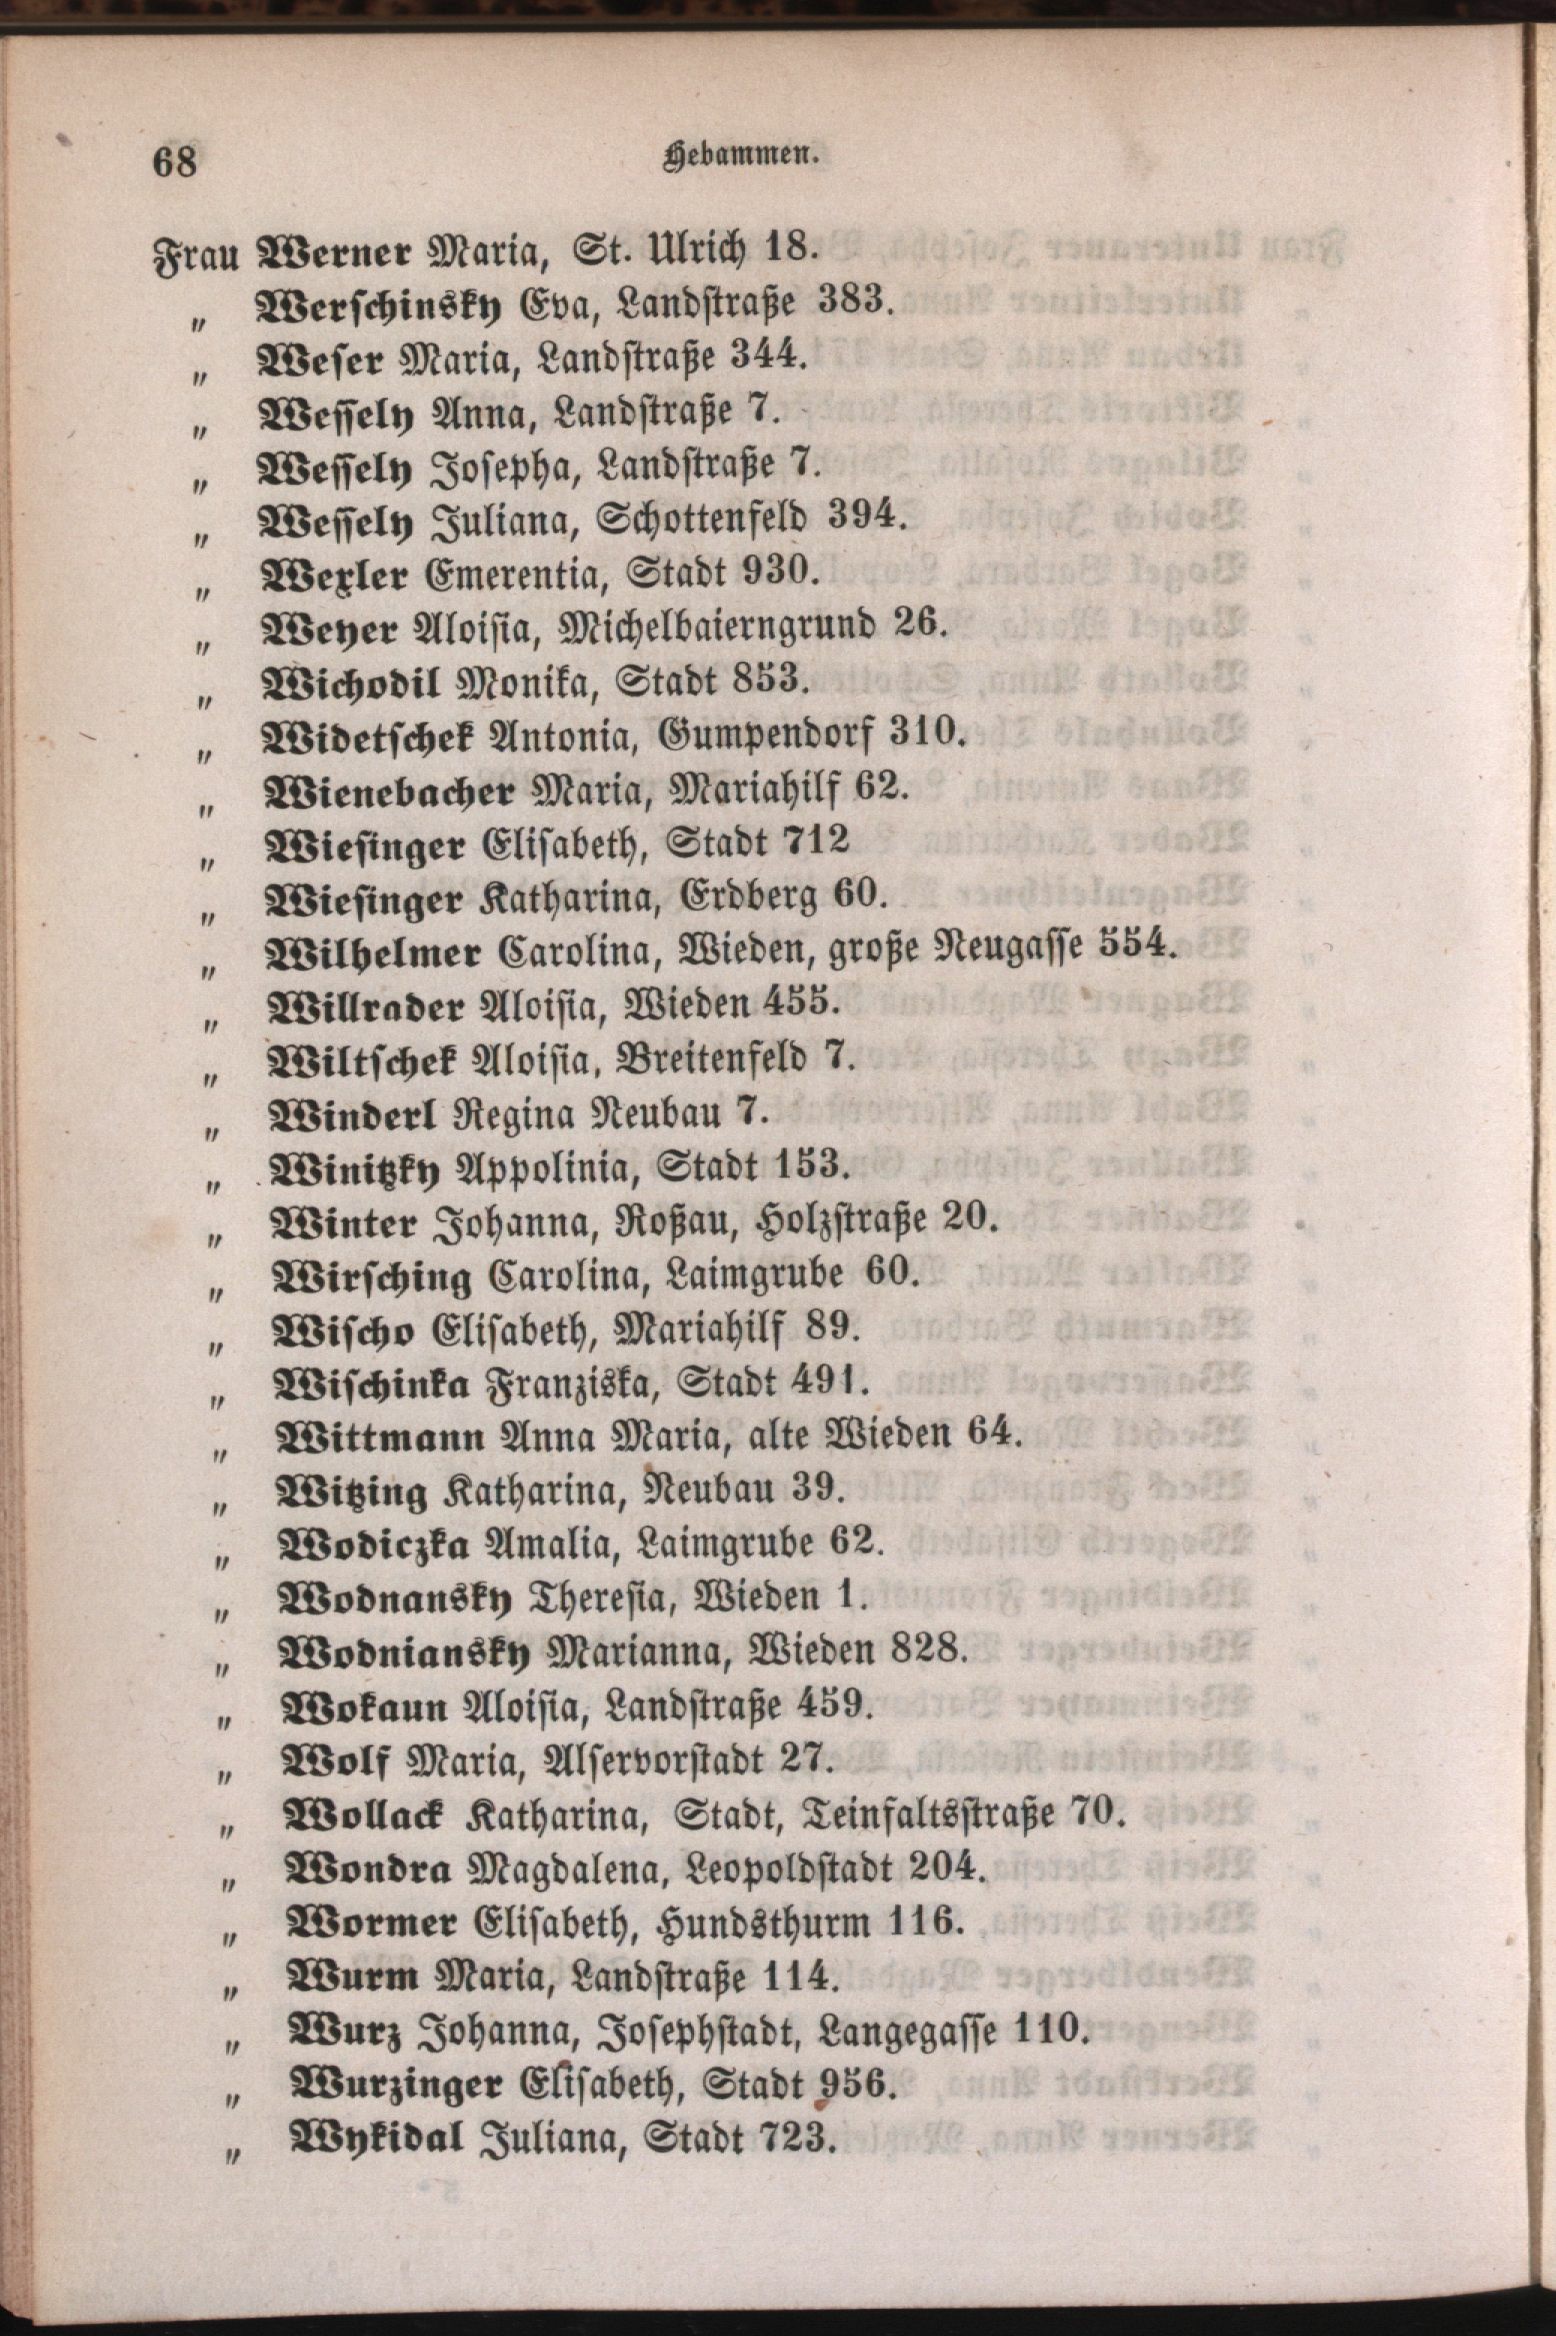 68 Hebammen.
Frau Werner Maria, St. Ulrich 18.
„ Werschinsky Eva, Landstraße 383.
„ Weser Maria, Landstraße 344.
„ Wessely Anna, Landstraße 7.
„ Wessely Josepha, Landstraße 7.
„ Wessely Juliana, Schottenfeld 394.
„ Wexler Emerentia, Stadt 930.
„ Weyer Aloisia, Michelbaierngrund 26.
„ Wichodil Monika, Stadt 853.
„ Widetschek Antonia, Gumpendorf 310.
„ Wienebacher Maria, Mariahilf 62.
„ Wiesinger Elisabeth, Stadt 712
„ Wiesinger Katharina, Erdberg 60.
„ Wilhelmer Carolina, Wieden, große Neugasse 554.
„ Willrader Aloisia, Wieden 455.
„ Wiltschek Aloisia, Breitenfeld 7.
„ Winderl Regina Neubau 7.
„ Winitzky Appolinia, Stadt 153.
„ Winter Johanna, Roßau, Holzstraße 20.
„ Wirsching Carolina, Laimgrube 60.
„ Wischo Elisabeth, Mariahilf 89.
„ Wischinka Franziska, Stadt 491.
„ Wittmann Anna Maria, alte Wieden 64.
„ Witzing Katharina, Neubau 39.
„ Wodiczka Amalia, Laimgrube 62.
„ Wodnansky Theresia, Wieden 1.
„ Wodniansky Marianna, Wieden 828.
„ Wokaun Aloisia, Landstraße 459.
„ Wolf Maria, Alservorstadt 27.
„ Wollack Katharina, Stadt, Teinfaltsstraße 70.
„ Wondra Magdalena, Leopoldstadt 204.
„ Wormer Elisabeth, Hundsthurm 116.
„ Wurm Maria, Landstraße 114.
„ Wurz Johanna, Josephstadt, Langegasse 110.
„ Wurzinger Elisabeth, Stadt 956.
„ Wykidal Juliana, Stadt 723.